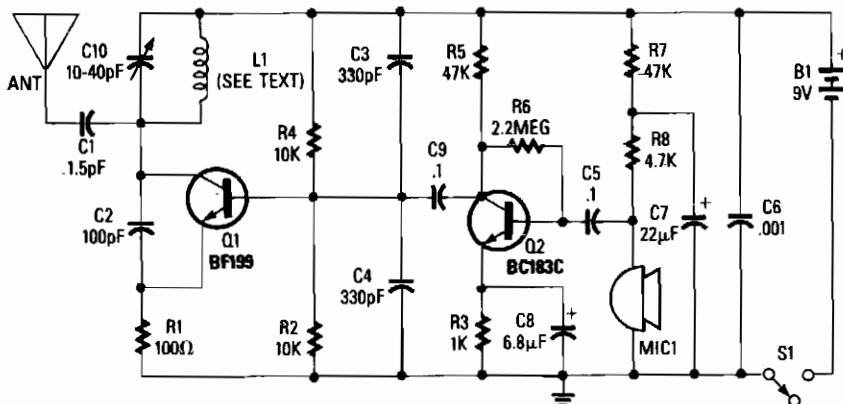 ANT
C10
10-40pF
L1
(SEE TEXT)
C1
.1.5pF
C2
100pF
R1
100Ω
Q1
BF199
R4
10K
R2
10K
C3
330pF
C4
330pF
C9
.1
R5
47K
R6
2.2MEG
Q2
BC183C
R3
1K
C8
6.8µF
+
C5
.1
R7
47K
R8
4.7K
C7
22µF
+
MIC1
C6
.001
B1
9V
+
S1